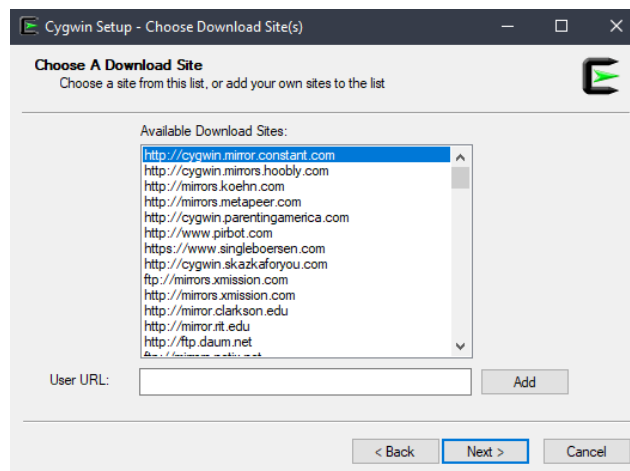 Cygwin Setup - Choose Download Site(s)
Choose A Download Site
Choose a site from this list, or add your own sites to the list
Available Download Sites:
http://cygwin.mirror.constant.com
http://cygwin.mirrors.hoobly.com
http://mirrors.koehn.com
http://mirrors.metapeer.com
http://cygwin.parentingamerica.com
http://www.pirbot.com
https://www.singleboersen.com
http://cygwin.skazkaforyou.com
ftp://mirrors.xmission.com
http://mirrors.xmission.com
http://mirror.clarkson.edu
http://mirror.rit.edu
http://ftp.daum.net
User URL:
Add
< Back
Next >
Cancel